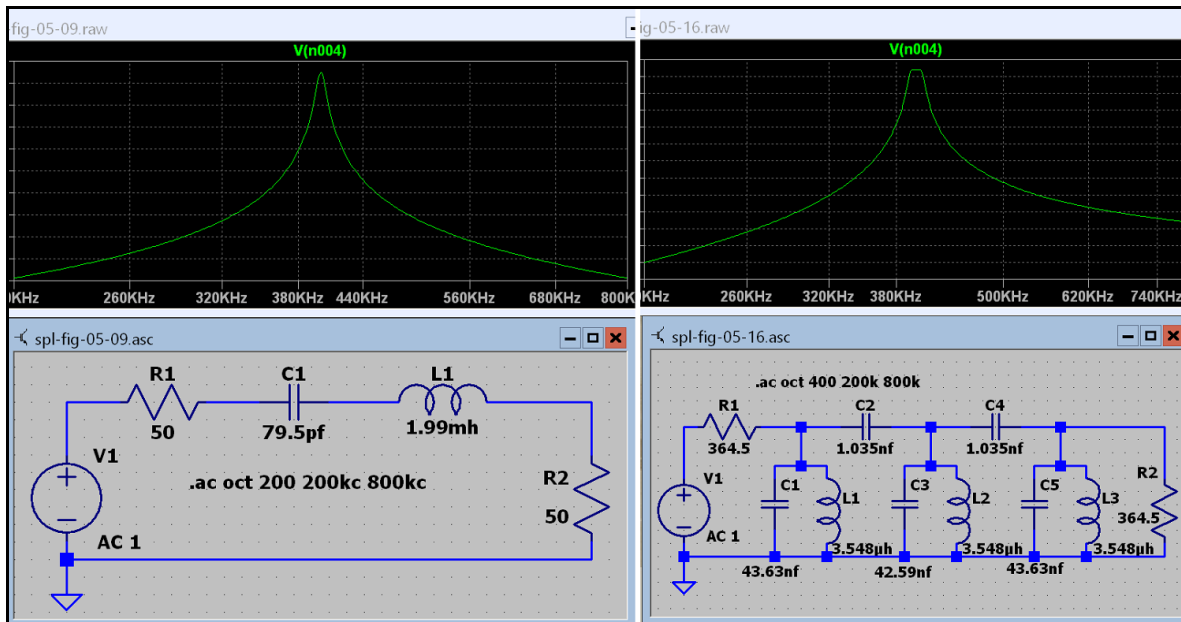 fig-05-09.raw
V(n004)
0KHz 260KHz 320KHz 380KHz 440KHz 560KHz 680KHz 800K
spl-fig-05-09.asc
R1
50
C1
79.5pf
L1
1.99mh
V1
AC 1
.ac oct 200 200kc 800kc
R2
50
ig-05-16.raw
V(n004)
KHz 260KHz 320KHz 380KHz 500KHz 620KHz 740KHz
spl-fig-05-16.asc
.ac oct 400 200k 800k
R1
364.5
C2
1.035nf
C4
1.035nf
V1
AC 1
C1
43.63nf
L1
3.548µh
C3
42.59nf
L2
3.548µh
C5
43.63nf
L3
3.548µh
R2
364.5